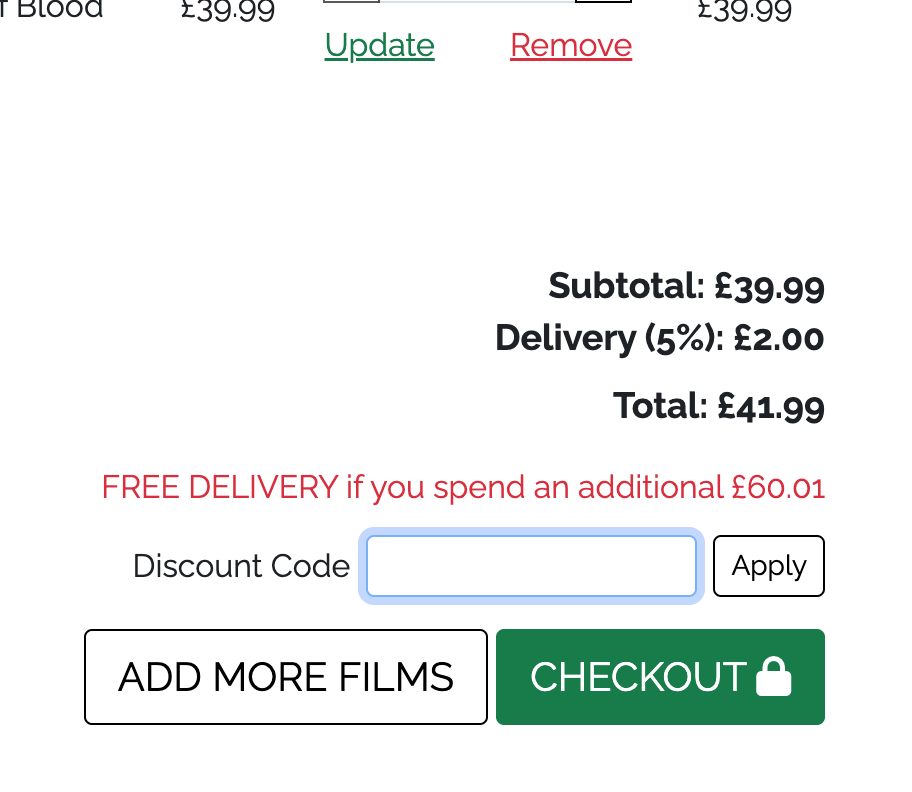 f Blood £39.99 £39.99
Update Remove
Subtotal: £39.99
Delivery (5%): £2.00
Total: £41.99
FREE DELIVERY if you spend an additional £60.01
Discount Code Apply
ADD MORE FILMS CHECKOUT